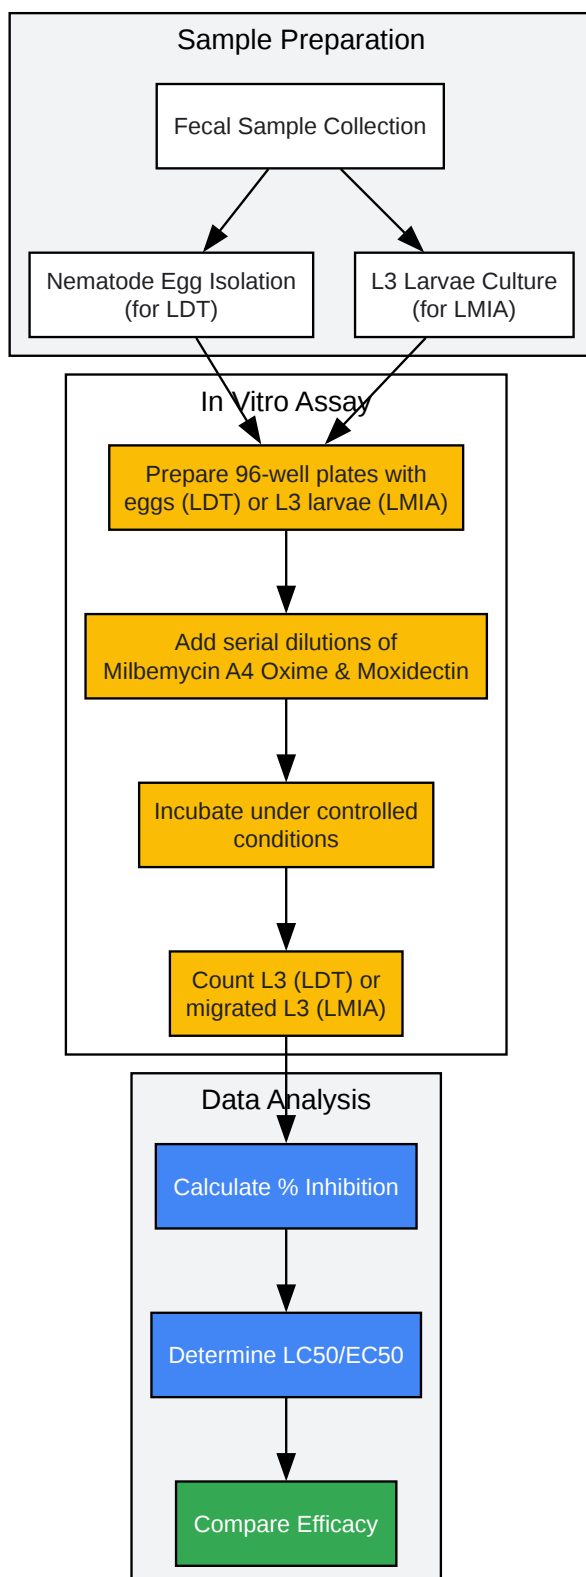 Sample Preparation
Fecal Sample Collection
Nematode Egg Isolation
(for LDT)
L3 Larvae Culture
(for LMIA)
In Vitro Assay
Prepare 96-well plates with
eggs (LDT) or L3 larvae (LMIA)
Add serial dilutions of
Milbemycin A4 Oxime & Moxidectin
Incubate under controlled
conditions
Count L3 (LDT) or
migrated L3 (LMIA)
Data Analysis
Calculate % Inhibition
Determine LC50/EC50
Compare Efficacy